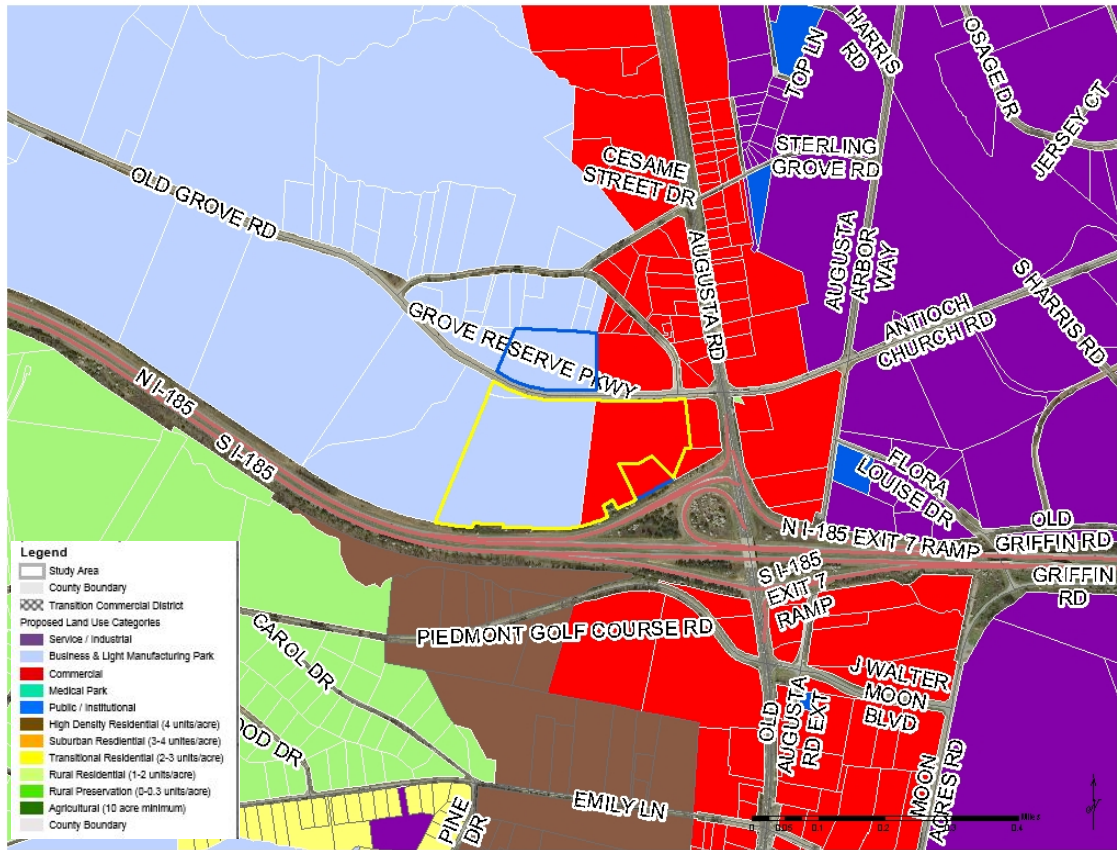 TOP LN
HARRIS
RD
OSAGE DR
JERSEY CT
CESAME
STREET DR
STERLING
GROVE RD
OLD GROVE RD
AUGUSTA RD
AUGUSTA
ARBOR
WAY
S HARRIS RD
ANTIOCH
CHURCH RD
GROVE RESERVE PKWY
N I-185
S I-185
FLORA
LOUISE DR
N I-185 EXIT 7 RAMP
OLD
GRIFFIN RD
GRIFFIN
RD
S I-185
EXIT 7
RAMP
PIEDMONT GOLF COURSE RD
CAROL DR
J WALTER
MOON
BLVD
OLD
AUGUSTA
RD EXT
MOON
ACRES RD
OOD DR
EMILY LN
PINE
DR
Legend
Study Area
County Boundary
Transition Commercial District
Proposed Land Use Categories
Service / Industrial
Business & Light Manufacturing Park
Commercial
Medical Park
Public / Institutional
High Density Residential (4 units/acre)
Suburban Resdiential (3-4 unites/acre)
Transitional Residential (2-3 units/acre)
Rural Residential (1-2 units/acre)
Rural Preservation (0-0.3 units/acre)
Agricultural (10 acre minimum)
County Boundary
Miles
0 0.05 0.1 0.2 0.3 0.4